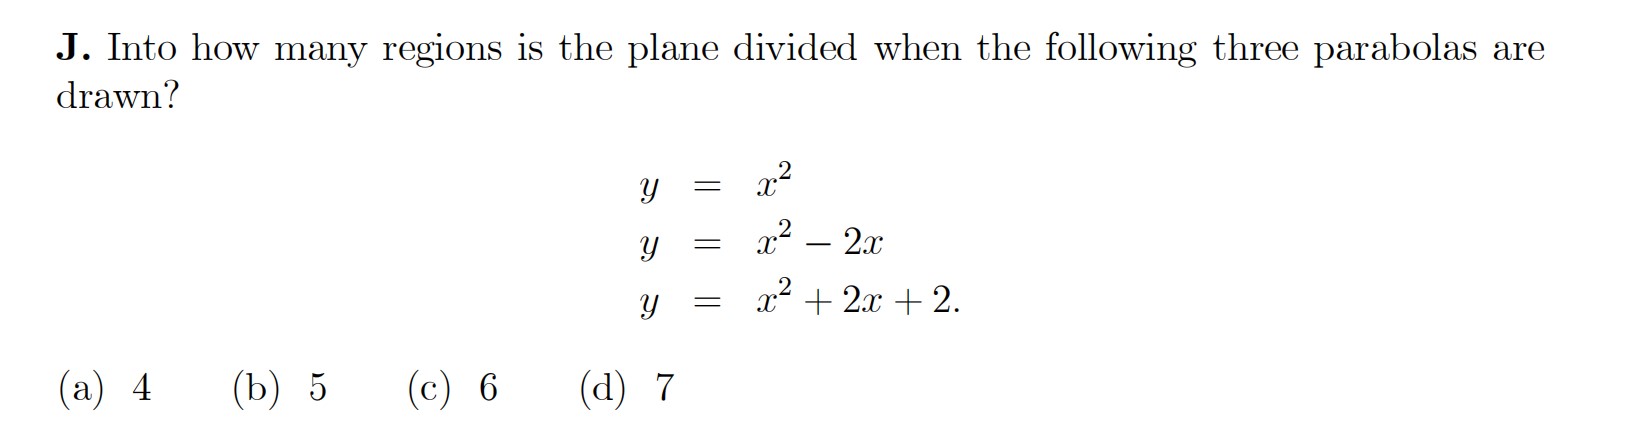 J. Into how many regions is the plane divided when the following three parabolas are
drawn?
y = x²
y = x² − 2x
y = x² + 2x + 2.
(a) 4 (b) 5 (c) 6 (d) 7